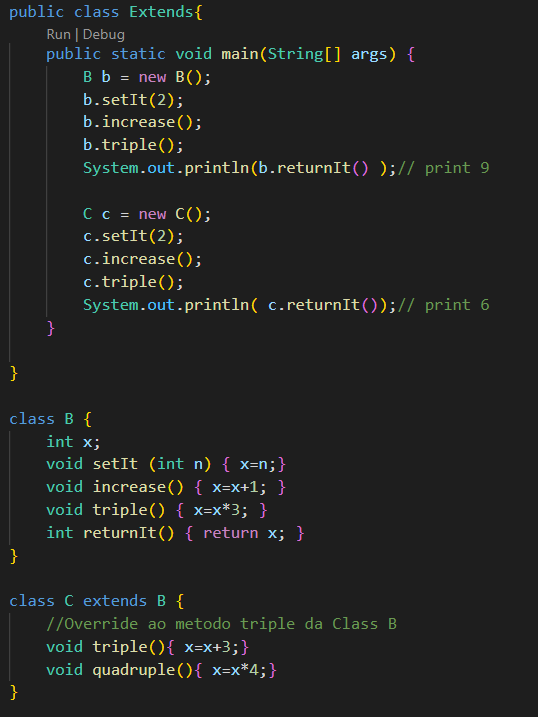 public class Extends{
Run | Debug
public static void main(String[] args) {
B b = new B();
b.setIt(2);
b.increase();
b.triple();
System.out.println(b.returnIt() );// print 9
C c = new C();
c.setIt(2);
c.increase();
c.triple();
System.out.println( c.returnIt());// print 6
}
}
class B {
int x;
void setIt (int n) { x=n;}
void increase() { x=x+1; }
void triple() { x=x*3; }
int returnIt() { return x; }
}
class C extends B {
//Override ao metodo triple da Class B
void triple(){ x=x+3;}
void quadruple(){ x=x*4;}
}